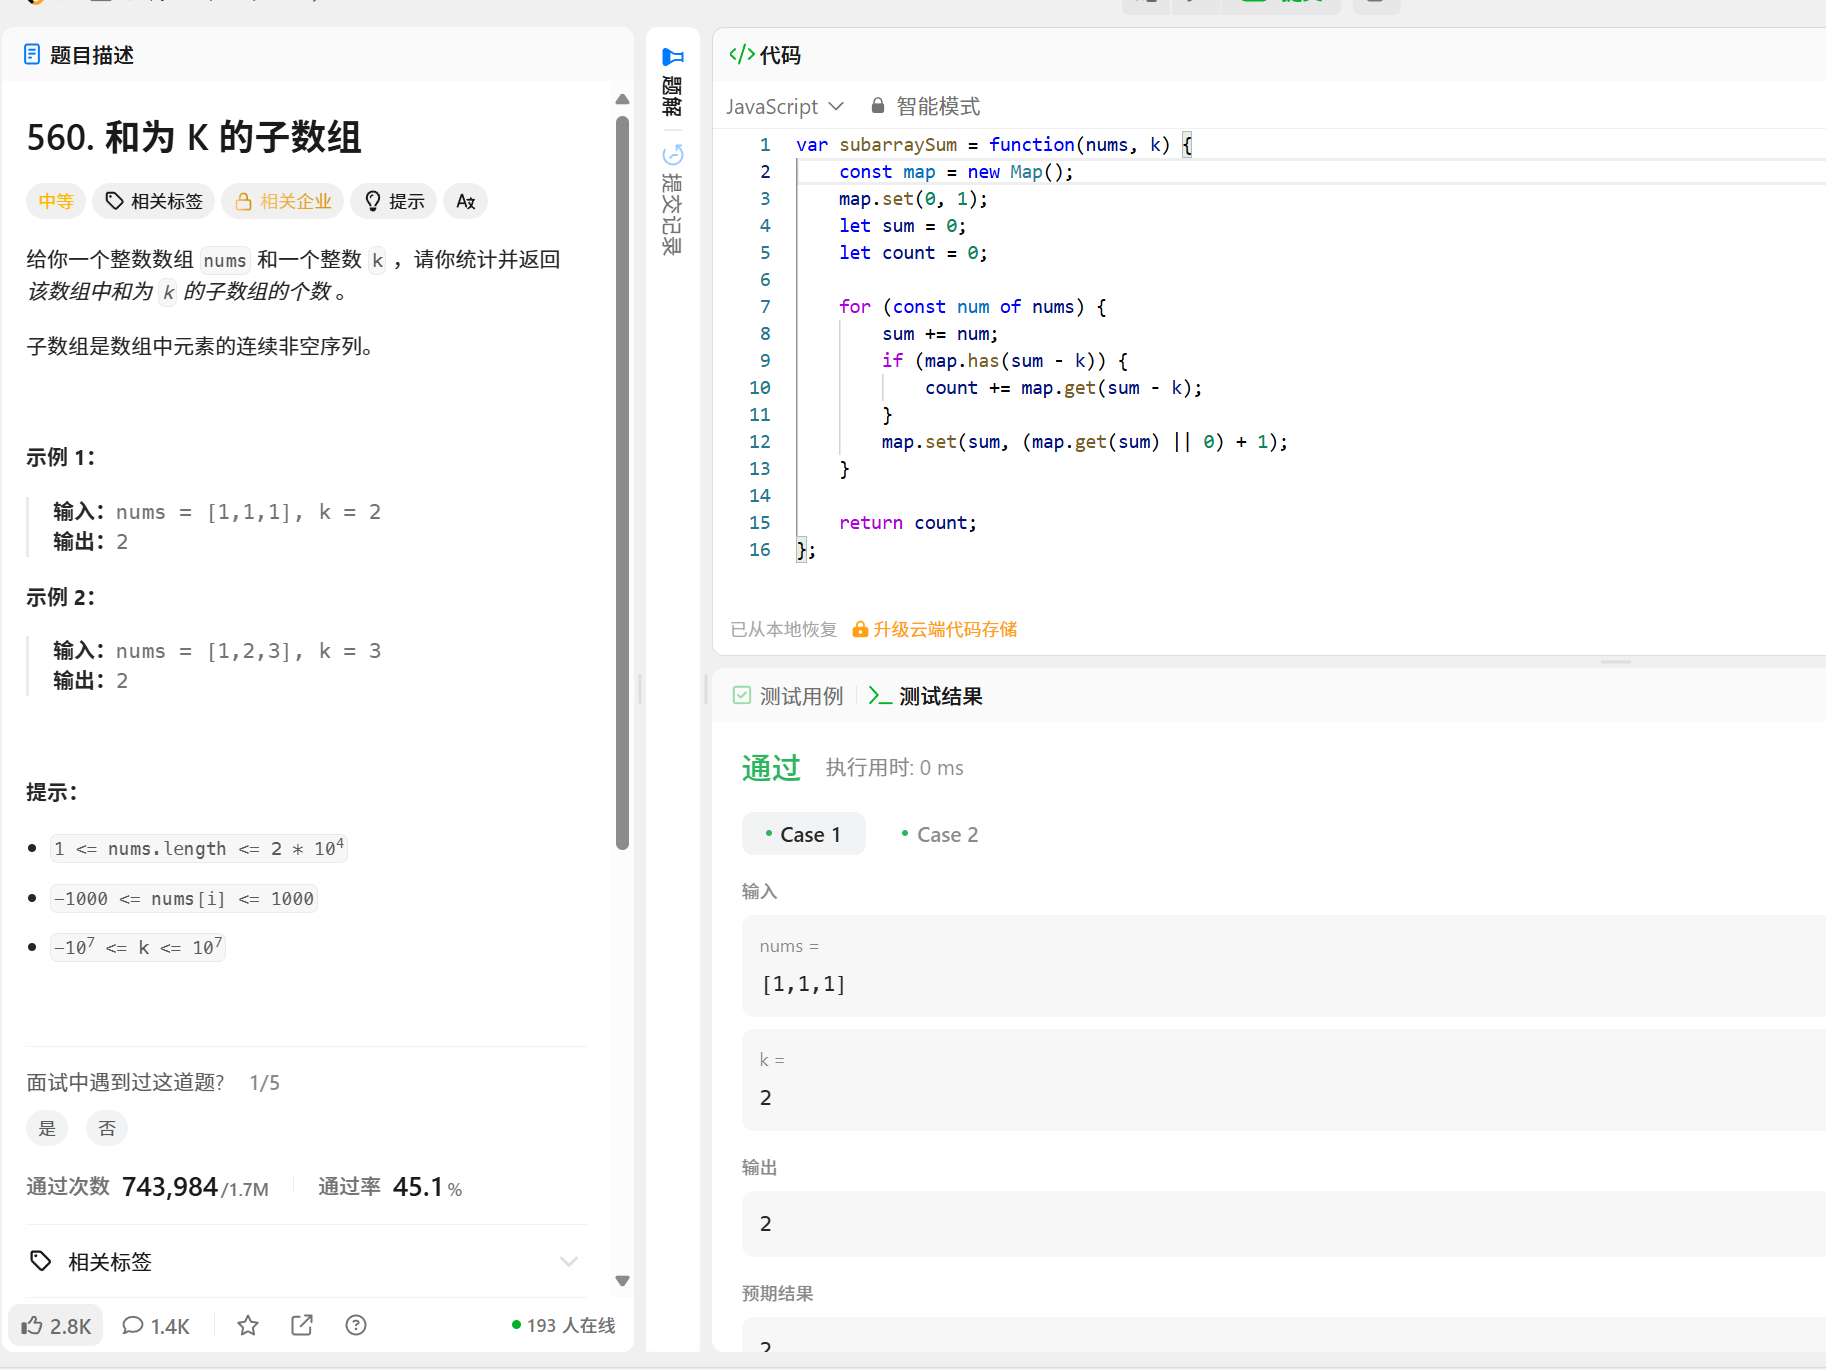 题目描述
560. 和为 K 的子数组
中等
相关标签
相关企业
提示
给你一个整数数组 nums 和一个整数 k ，请你统计并返回
该数组中和为 k 的子数组的个数 。
子数组是数组中元素的连续非空序列。
示例 1：
输入：nums = [1,1,1], k = 2
输出：2
示例 2：
输入：nums = [1,2,3], k = 3
输出：2
提示：
1 <= nums.length <= 2 * 10⁴
-1000 <= nums[i] <= 1000
-10⁷ <= k <= 10⁷
面试中遇到过这道题? 1/5
是
否
通过次数 743,984/1.7M
通过率 45.1%
相关标签
2.8K
1.4K
193 人在线
题解
提交记录
</> 代码
JavaScript
智能模式
1 var subarraySum = function(nums, k) {
2 const map = new Map();
3 map.set(0, 1);
4 let sum = 0;
5 let count = 0;
6
7 for (const num of nums) {
8 sum += num;
9 if (map.has(sum - k)) {
10 count += map.get(sum - k);
11 }
12 map.set(sum, (map.get(sum) || 0) + 1);
13 }
14
15 return count;
16 };
已从本地恢复
升级云端代码存储
测试用例
测试结果
通过
执行用时: 0 ms
Case 1
Case 2
输入
nums =
[1,1,1]
k =
2
输出
2
预期结果
2